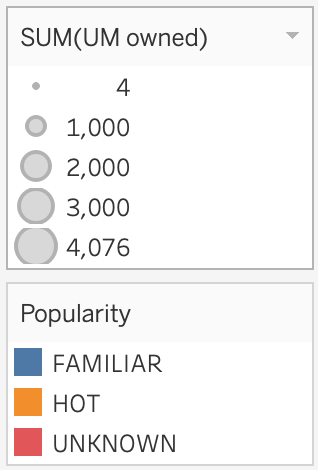 SUM(UM owned)
4
1,000
2,000
3,000
4,076
Popularity
FAMILIAR
HOT
UNKNOWN